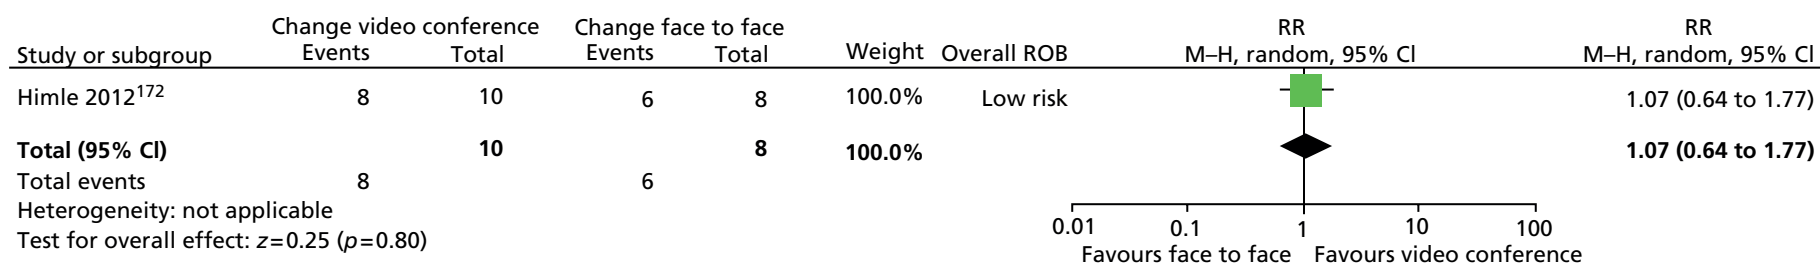 Change video conference Change face to face RR RR
Study or subgroup Events Total Events Total Weight Overall ROB M–H, random, 95% Cl M–H, random, 95% Cl
Himle 2012172 8 10 6 8 100.0% Low risk 1.07 (0.64 to 1.77)
Total (95% Cl) 10 8 100.0% 1.07 (0.64 to 1.77)
Total events 8 6
Heterogeneity: not applicable
Test for overall effect: z=0.25 (p=0.80)
0.01 0.1 1 10 100
Favours face to face Favours video conference